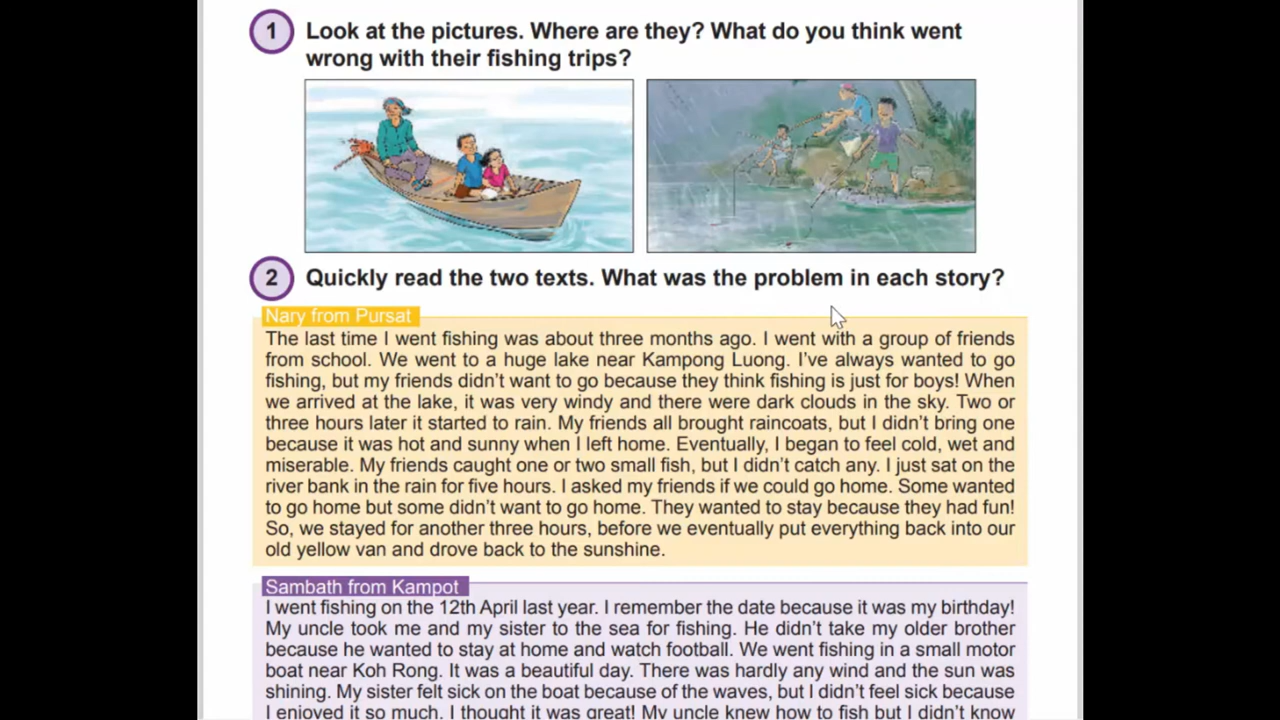 1 Look at the pictures. Where are they? What do you think went
wrong with their fishing trips?
2 Quickly read the two texts. What was the problem in each story?
Nary from Pursat
The last time I went fishing was about three months ago. I went with a group of friends
from school. We went to a huge lake near Kampong Luong. I’ve always wanted to go
fishing, but my friends didn’t want to go because they think fishing is just for boys! When
we arrived at the lake, it was very windy and there were dark clouds in the sky. Two or
three hours later it started to rain. My friends all brought raincoats, but I didn’t bring one
because it was hot and sunny when I left home. Eventually, I began to feel cold, wet and
miserable. My friends caught one or two small fish, but I didn’t catch any. I just sat on the
river bank in the rain for five hours. I asked my friends if we could go home. Some wanted
to go home but some didn’t want to go home. They wanted to stay because they had fun!
So, we stayed for another three hours, before we eventually put everything back into our
old yellow van and drove back to the sunshine.
Sambath from Kampot
I went fishing on the 12th April last year. I remember the date because it was my birthday!
My uncle took me and my sister to the sea for fishing. He didn’t take my older brother
because he wanted to stay at home and watch football. We went fishing in a small motor
boat near Koh Rong. It was a beautiful day. There was hardly any wind and the sun was
shining. My sister felt sick on the boat because of the waves, but I didn’t feel sick because
I enjoyed it so much. I thought it was great! My uncle knew how to fish but I didn’t know